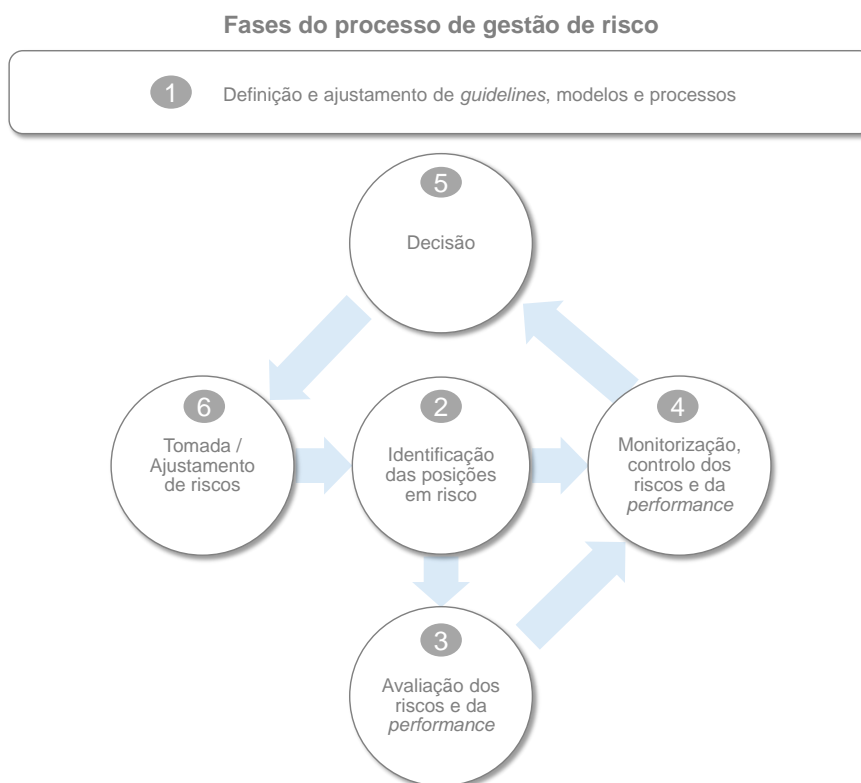 Fases do processo de gestão de risco
1 Definição e ajustamento de guidelines, modelos e processos
5
Decisão
6
Tomada /
Ajustamento
de riscos
2
Identificação
das posições
em risco
4
Monitorização,
controlo dos
riscos e da
performance
3
Avaliação dos
riscos e da
performance